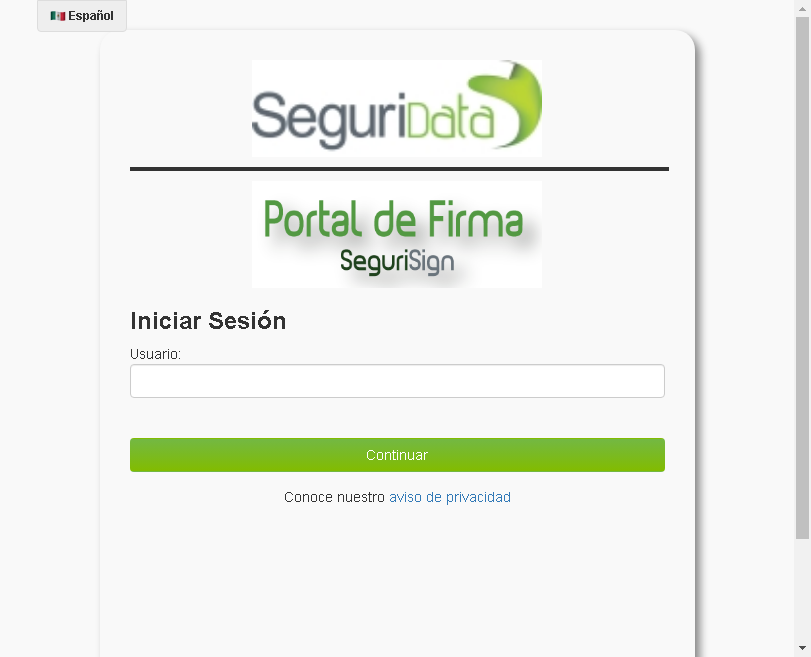 Español
SeguriData
Portal de Firma
SeguriSign
Iniciar Sesión
Usuario:
Continuar
Conoce nuestro aviso de privacidad